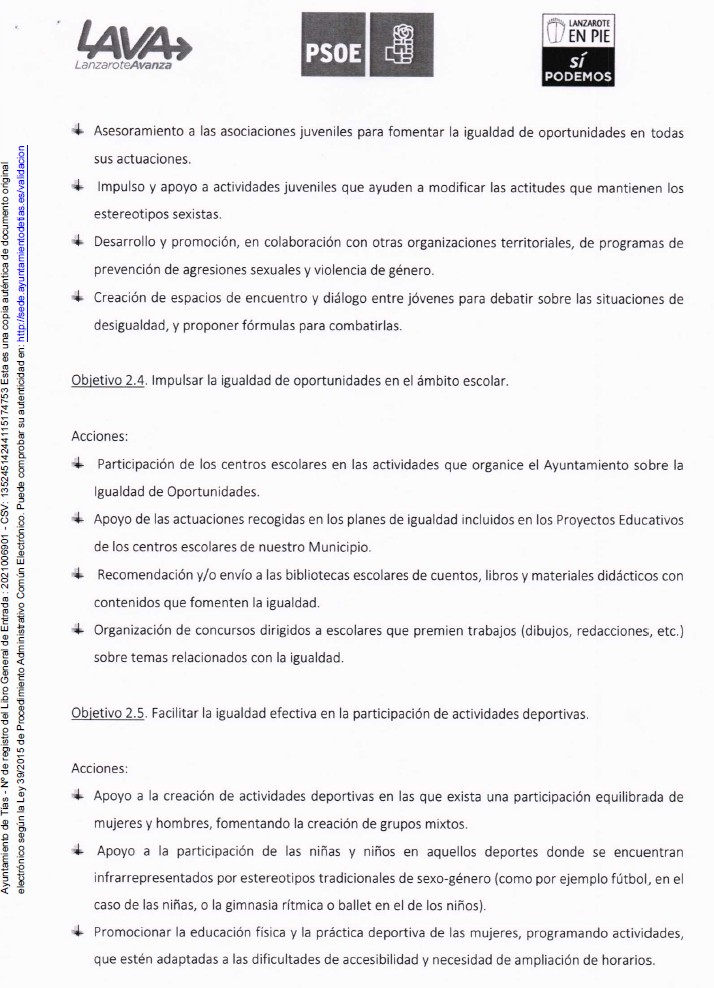 LAVA
LanzaroteAvanza
PSOE
LANZAROTE
EN PIE
SÍ
PODEMOS
Asesoramiento a las asociaciones juveniles para fomentar la igualdad de oportunidades en todas
sus actuaciones.
Impulso y apoyo a actividades juveniles que ayuden a modificar las actitudes que mantienen los
estereotipos sexistas.
Desarrollo y promoción, en colaboración con otras organizaciones territoriales, de programas de
prevención de agresiones sexuales y violencia de género.
Creación de espacios de encuentro y diálogo entre jóvenes para debatir sobre las situaciones de
desigualdad, y proponer fórmulas para combatirlas.
Objetivo 2.4. Impulsar la igualdad de oportunidades en el ámbito escolar.
Acciones:
Participación de los centros escolares en las actividades que organice el Ayuntamiento sobre la
Igualdad de Oportunidades.
Apoyo de las actuaciones recogidas en los planes de igualdad incluidos en los Proyectos Educativos
de los centros escolares de nuestro Municipio.
Recomendación y/o envío a las bibliotecas escolares de cuentos, libros y materiales didácticos con
contenidos que fomenten la igualdad.
Organización de concursos dirigidos a escolares que premien trabajos (dibujos, redacciones, etc.)
sobre temas relacionados con la igualdad.
Objetivo 2.5. Facilitar la igualdad efectiva en la participación de actividades deportivas.
Acciones:
Apoyo a la creación de actividades deportivas en las que exista una participación equilibrada de
mujeres y hombres, fomentando la creación de grupos mixtos.
Apoyo a la participación de las niñas y niños en aquellos deportes donde se encuentran
infrarrepresentados por estereotipos tradicionales de sexo-género (como por ejemplo fútbol, en el
caso de las niñas, o la gimnasia rítmica o ballet en el de los niños).
Promocionar la educación física y la práctica deportiva de las mujeres, programando actividades,
que estén adaptadas a las dificultades de accesibilidad y necesidad de ampliación de horarios.
Ayuntamiento de Tías - Nº de registro del Libro General de Entrada : 2021006901 - CSV: 13524514244115174753 Esta es una copia auténtica de documento original
electrónico según la Ley 39/2015 de Procedimiento Administrativo Común Electrónico. Puede comprobar su autenticidad en: http://sede.ayuntamientodetias.es/validacion